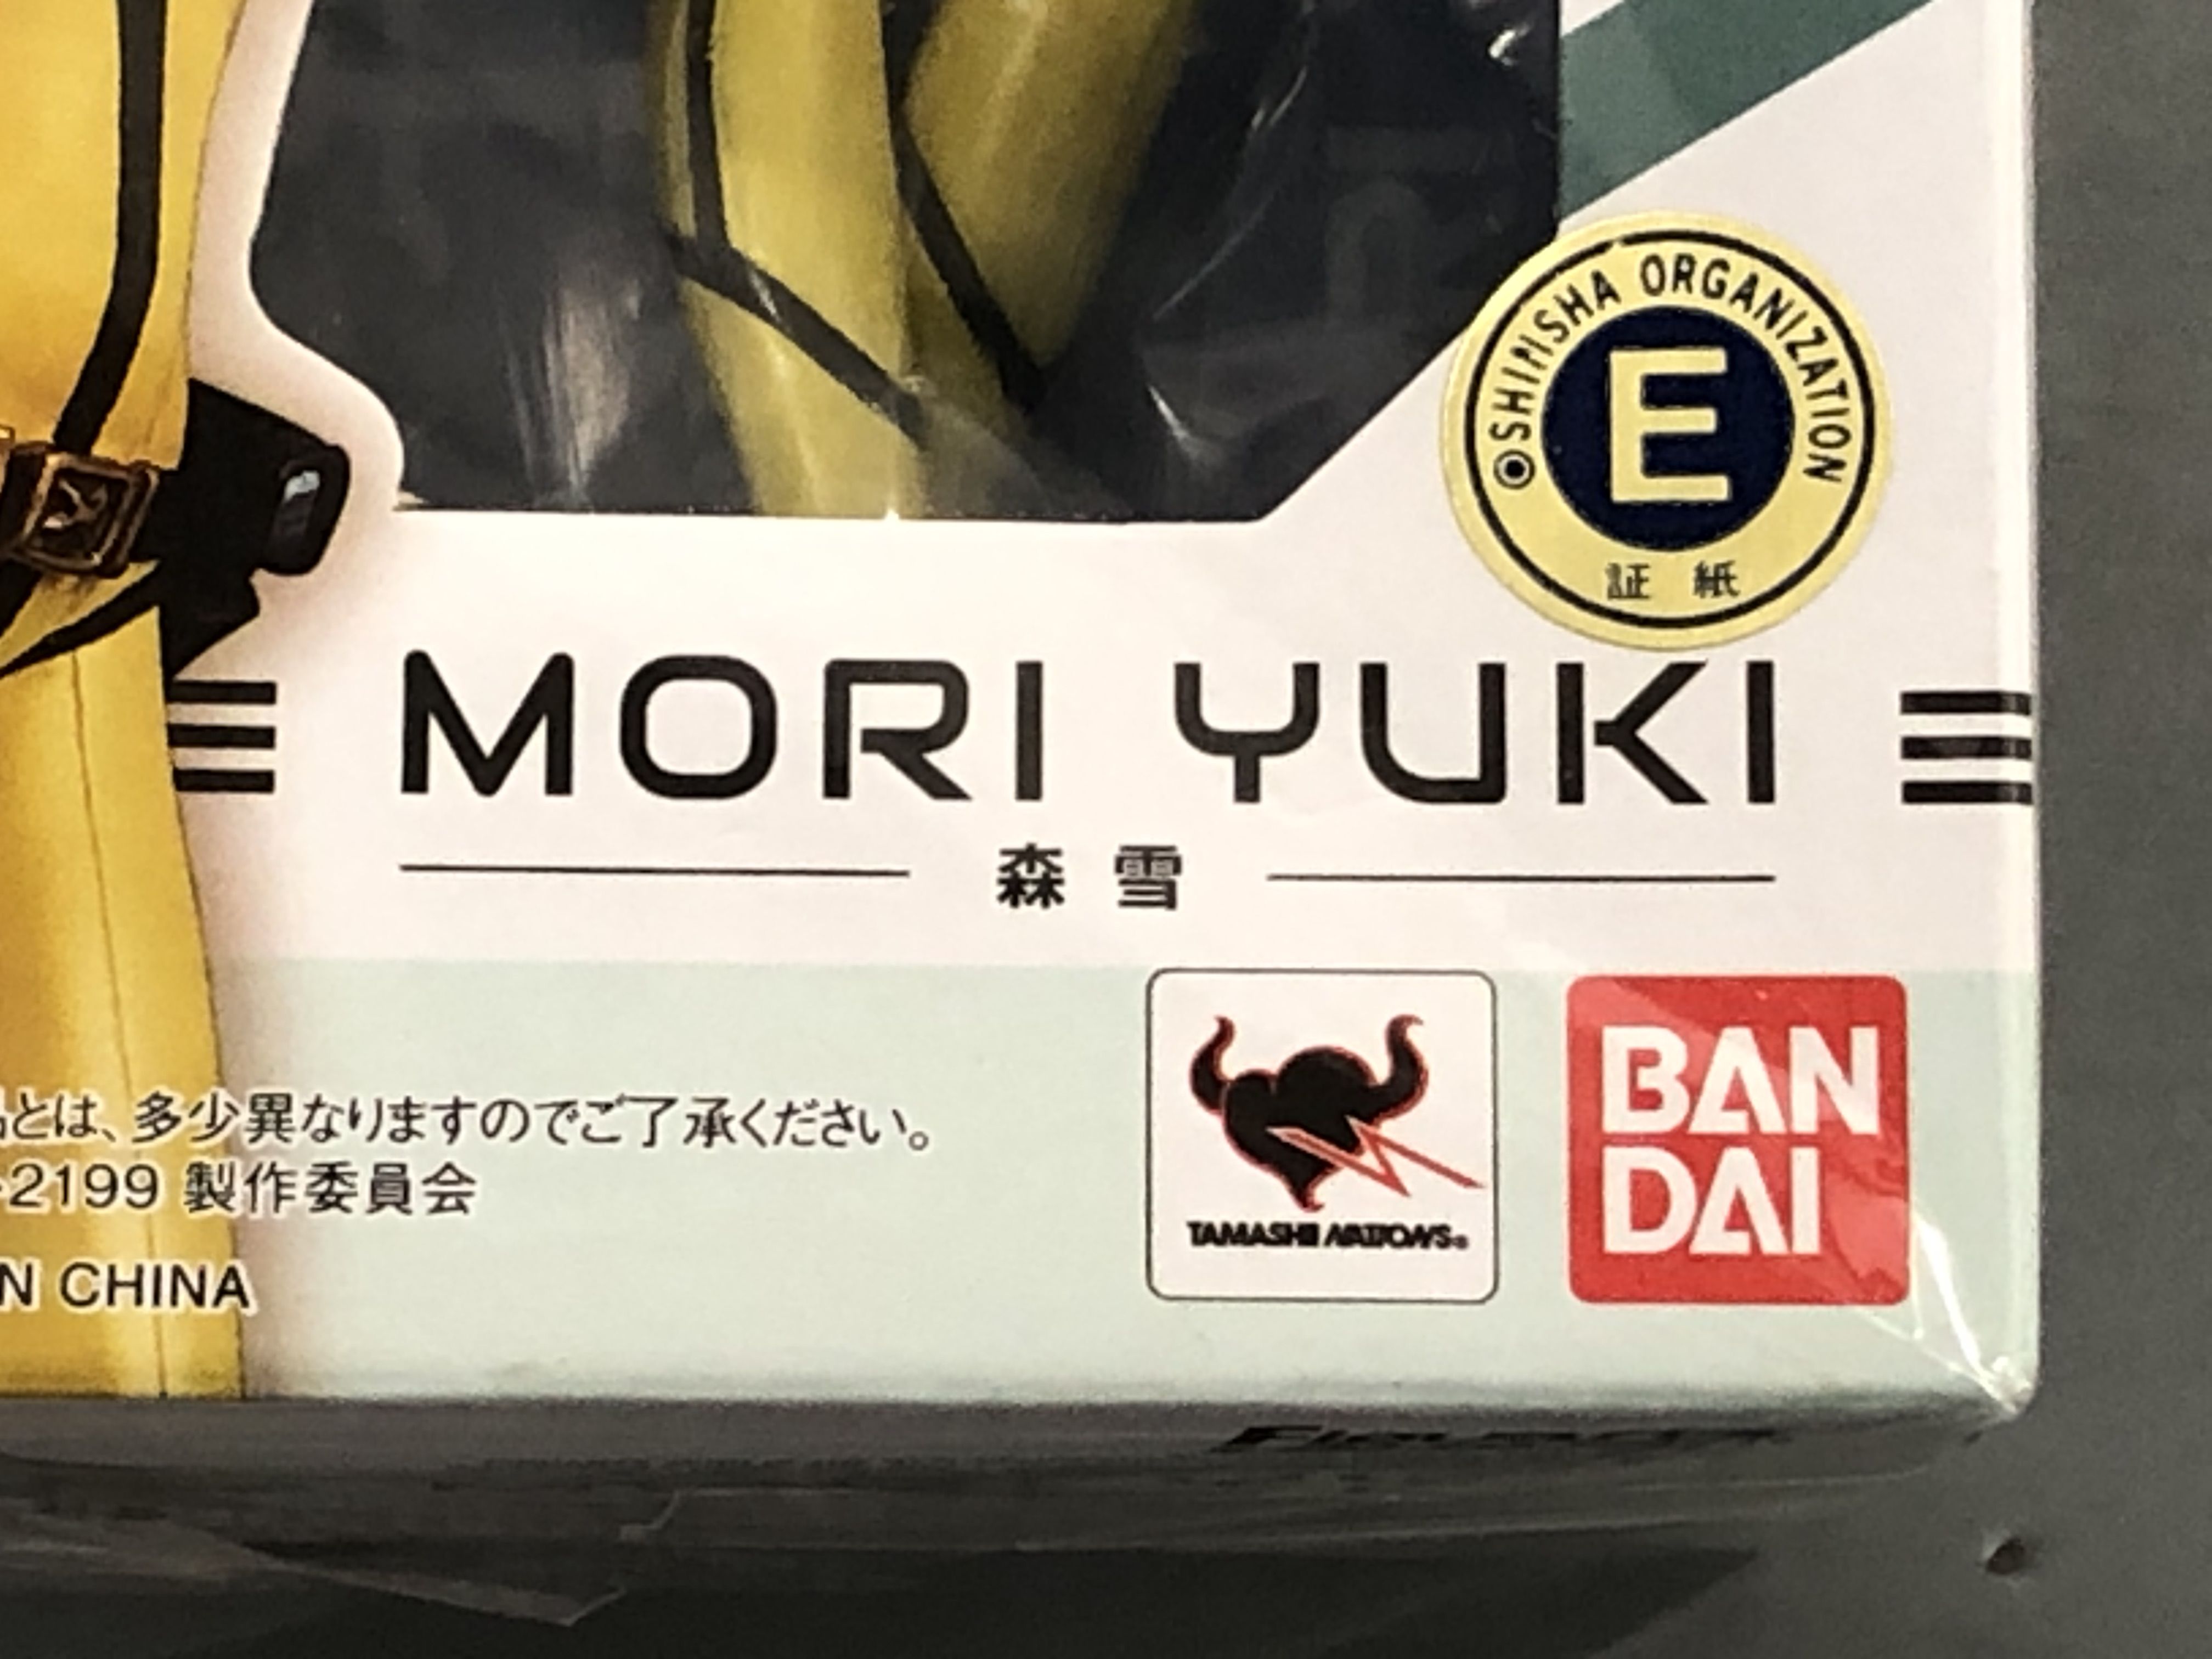 SHINSHA ORGANIZATION
E
証 紙
MORI YUKI
森 雪
とは、多少異なりますのでご了承ください。
2199 製作委員会
N CHINA
TAMASHII NATIONS
BAN
DAI